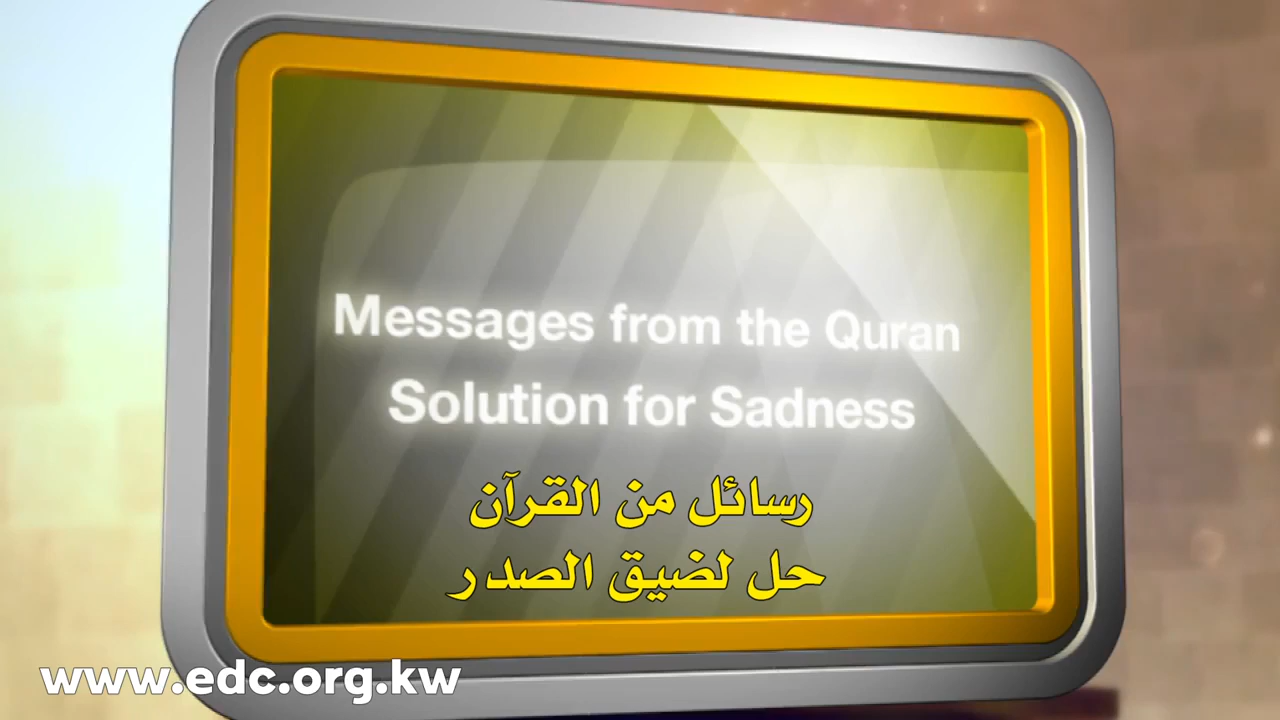 Messages from the Quran
Solution for Sadness
رسائل من القرآن
حل لضيق الصدر
www.edc.org.kw